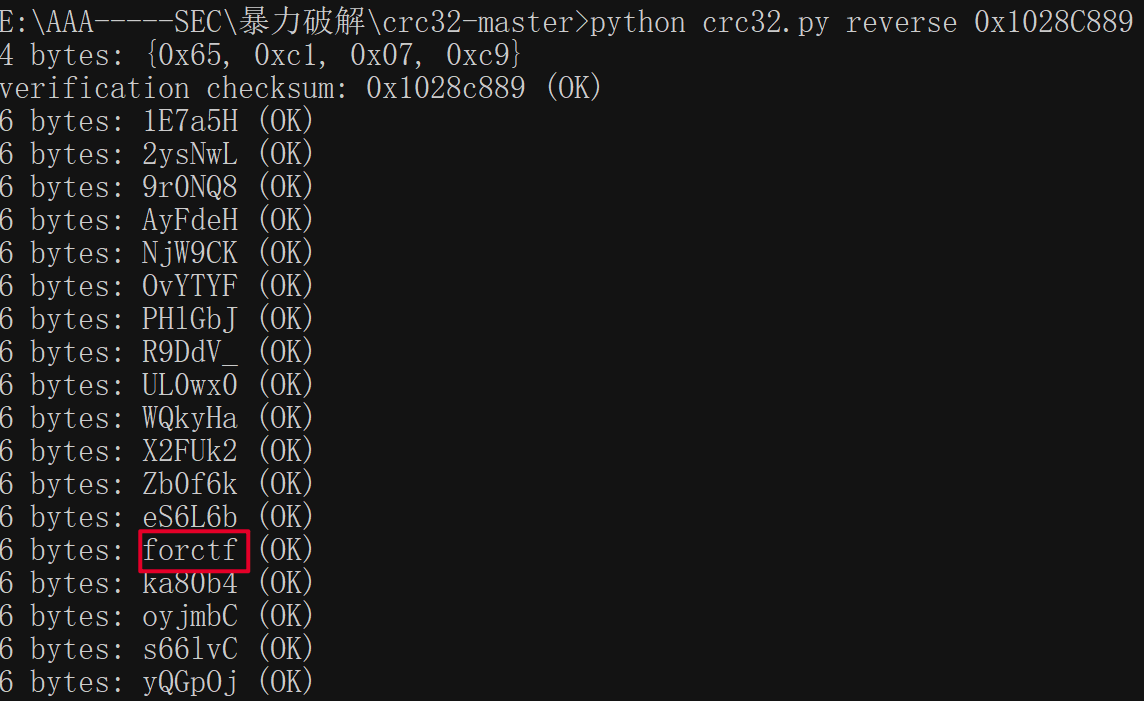 E:\AAA-----SEC\暴力破解\crc32-master>python crc32.py reverse 0x1028C889
4 bytes: {0x65, 0xc1, 0x07, 0xc9}
verification checksum: 0x1028c889 (OK)
6 bytes: 1E7a5H (OK)
6 bytes: 2ysNwL (OK)
6 bytes: 9r0NQ8 (OK)
6 bytes: AyFdeH (OK)
6 bytes: NjW9CK (OK)
6 bytes: OvYTYF (OK)
6 bytes: PHlGbJ (OK)
6 bytes: R9DdV_ (OK)
6 bytes: UL0wx0 (OK)
6 bytes: WQkyHa (OK)
6 bytes: X2FUk2 (OK)
6 bytes: Zb0f6k (OK)
6 bytes: eS6L6b (OK)
6 bytes: forctf (OK)
6 bytes: ka80b4 (OK)
6 bytes: oyjmbC (OK)
6 bytes: s66lvC (OK)
6 bytes: yQGpOj (OK)